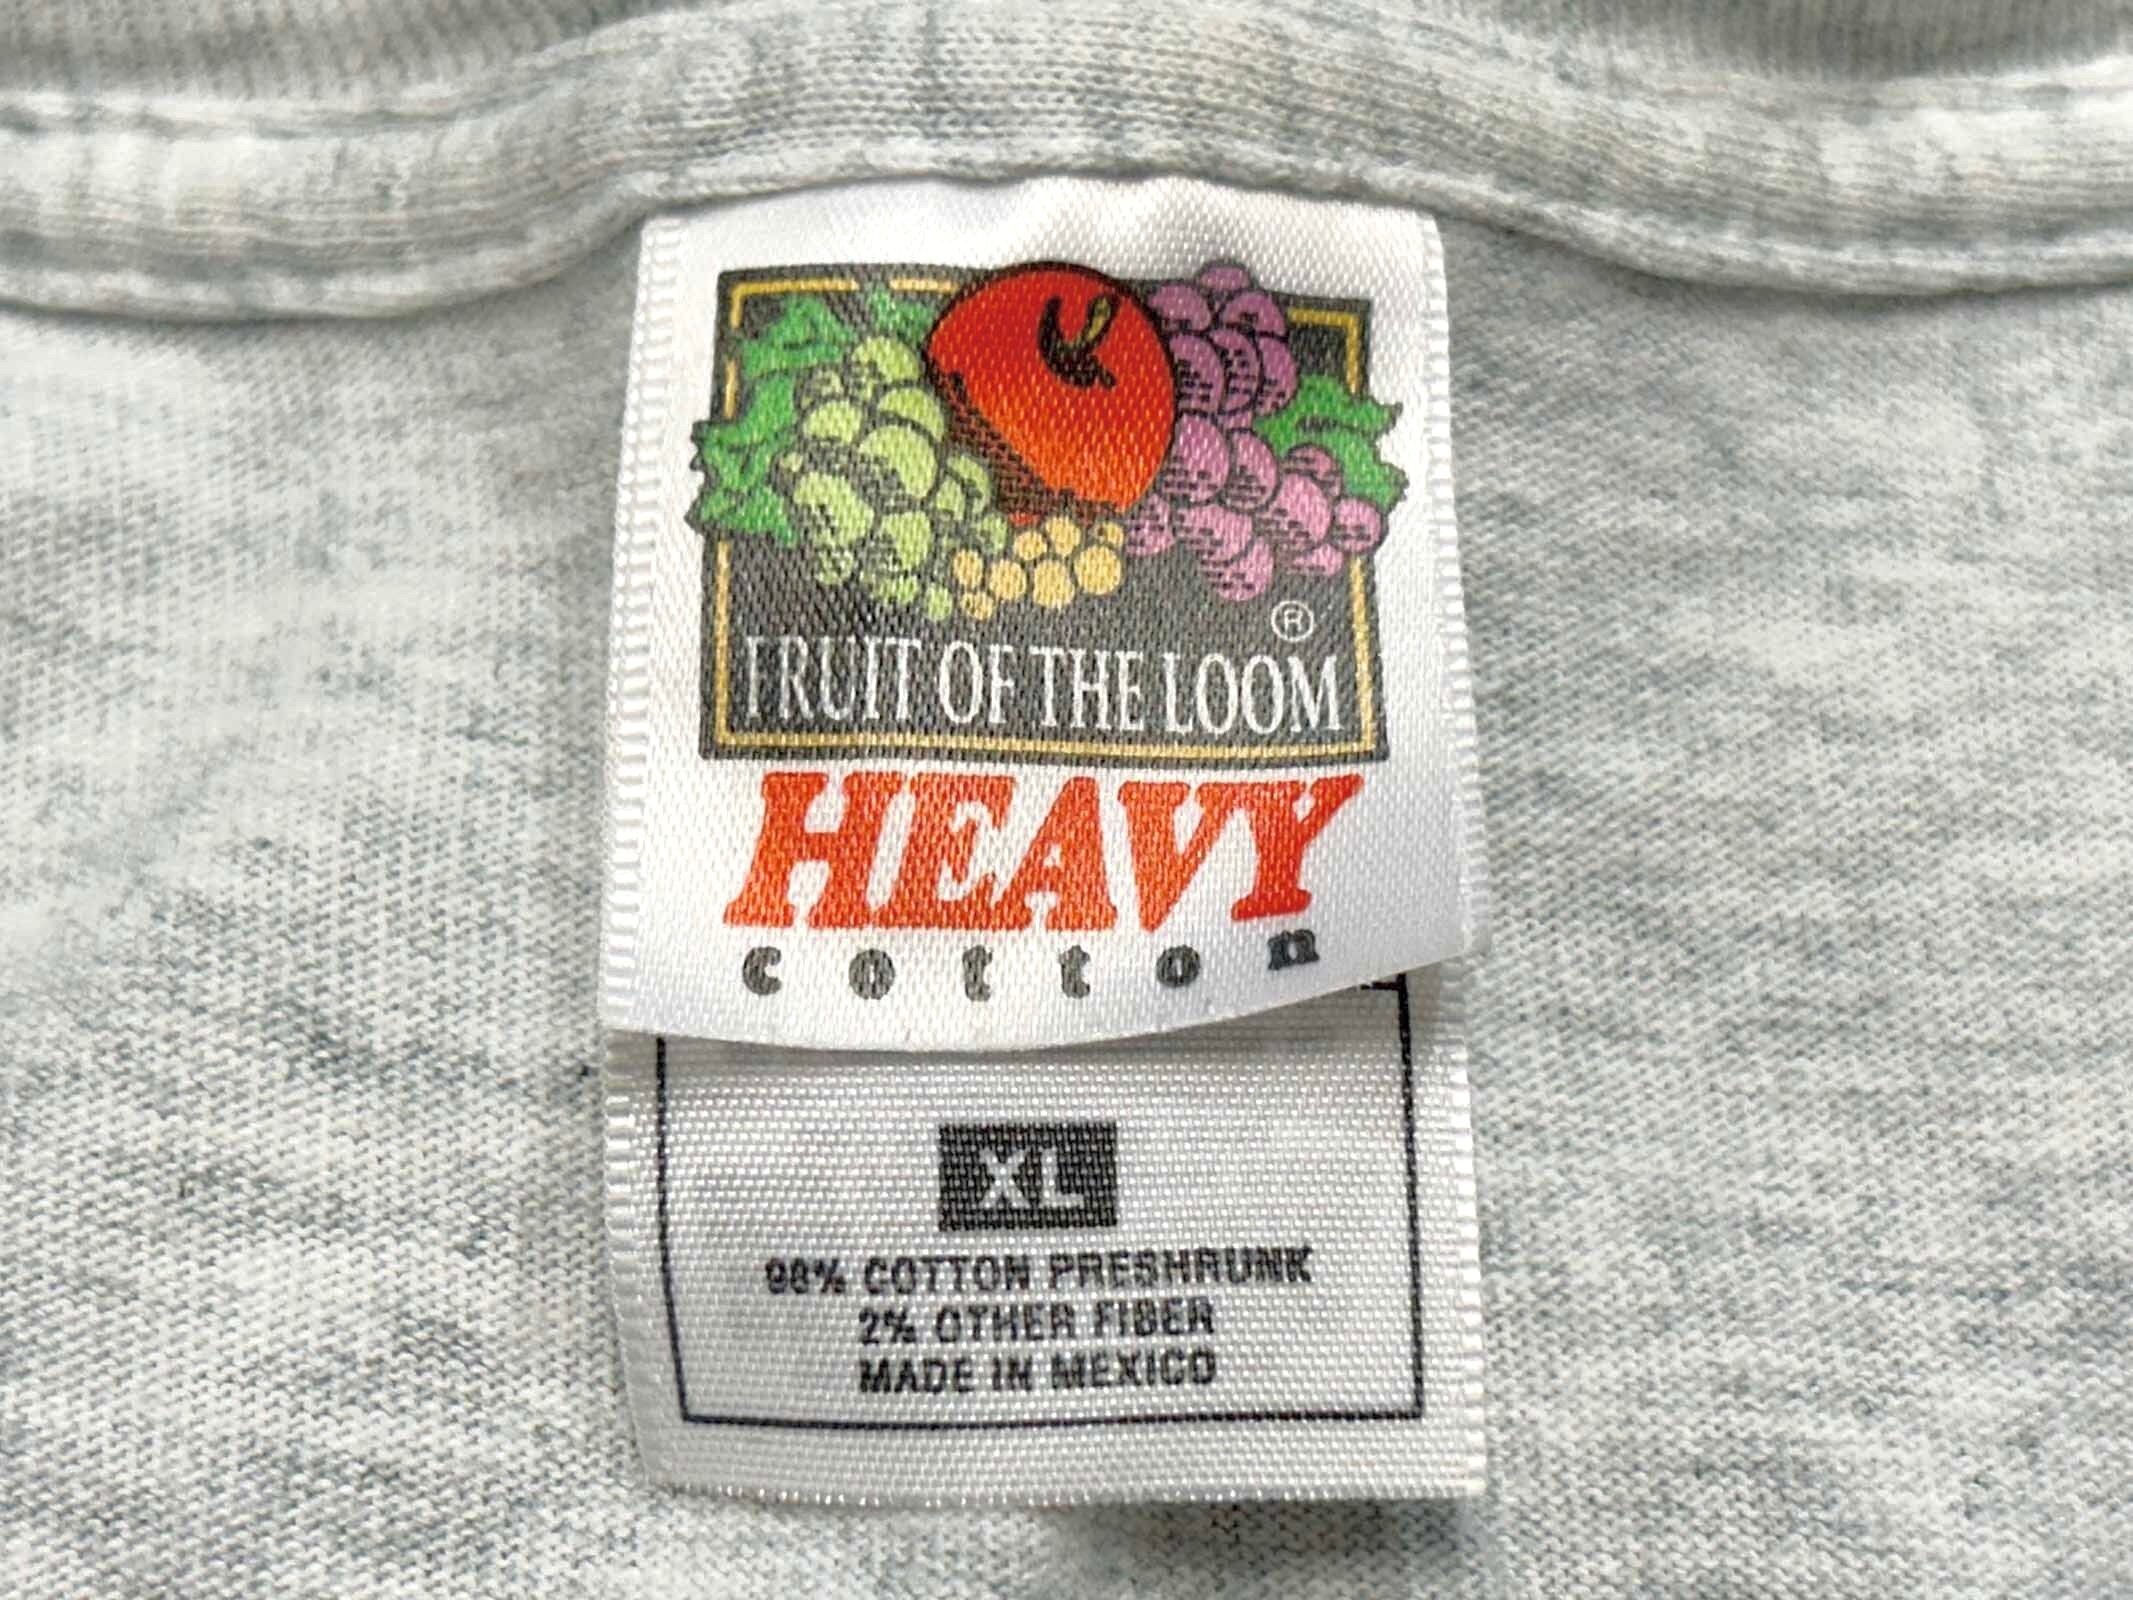 ®
FRUIT OF THE LOOM
HEAVY
cotton
XL
98% COTTON PRESHRUNK
2% OTHER FIBER
MADE IN MEXICO